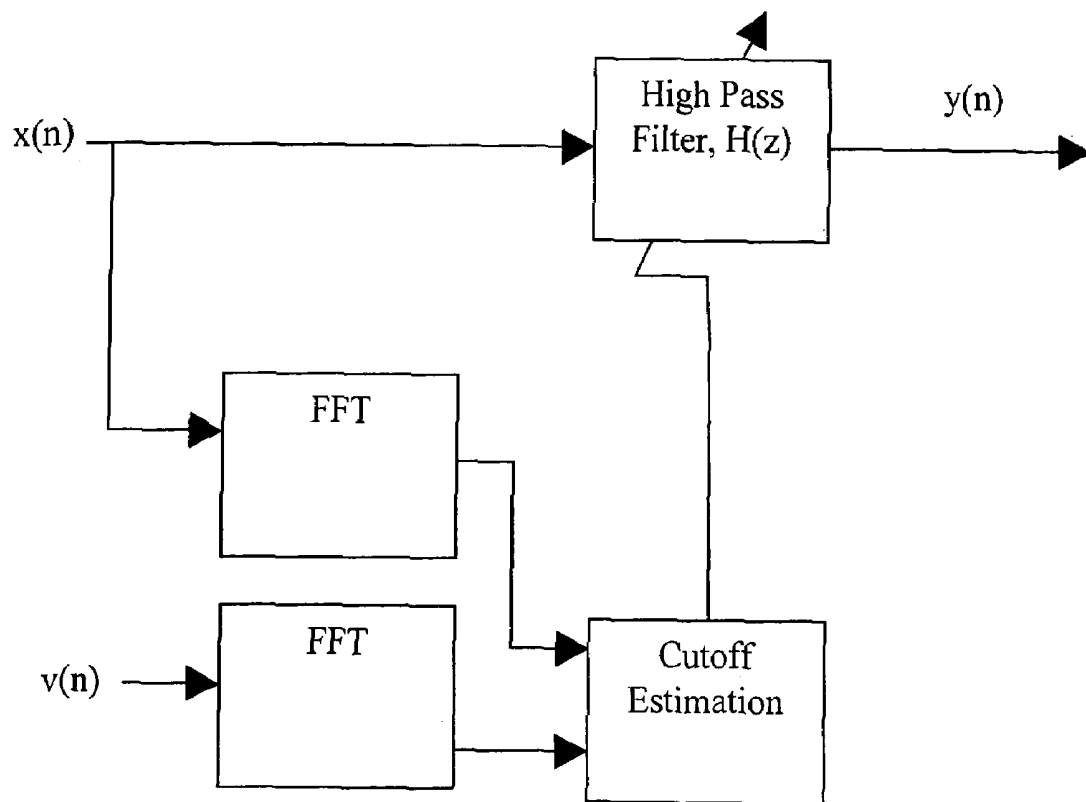 High Pass
Filter, H(z)
x(n)
y(n)
FFT
FFT
v(n)
Cutoff
Estimation